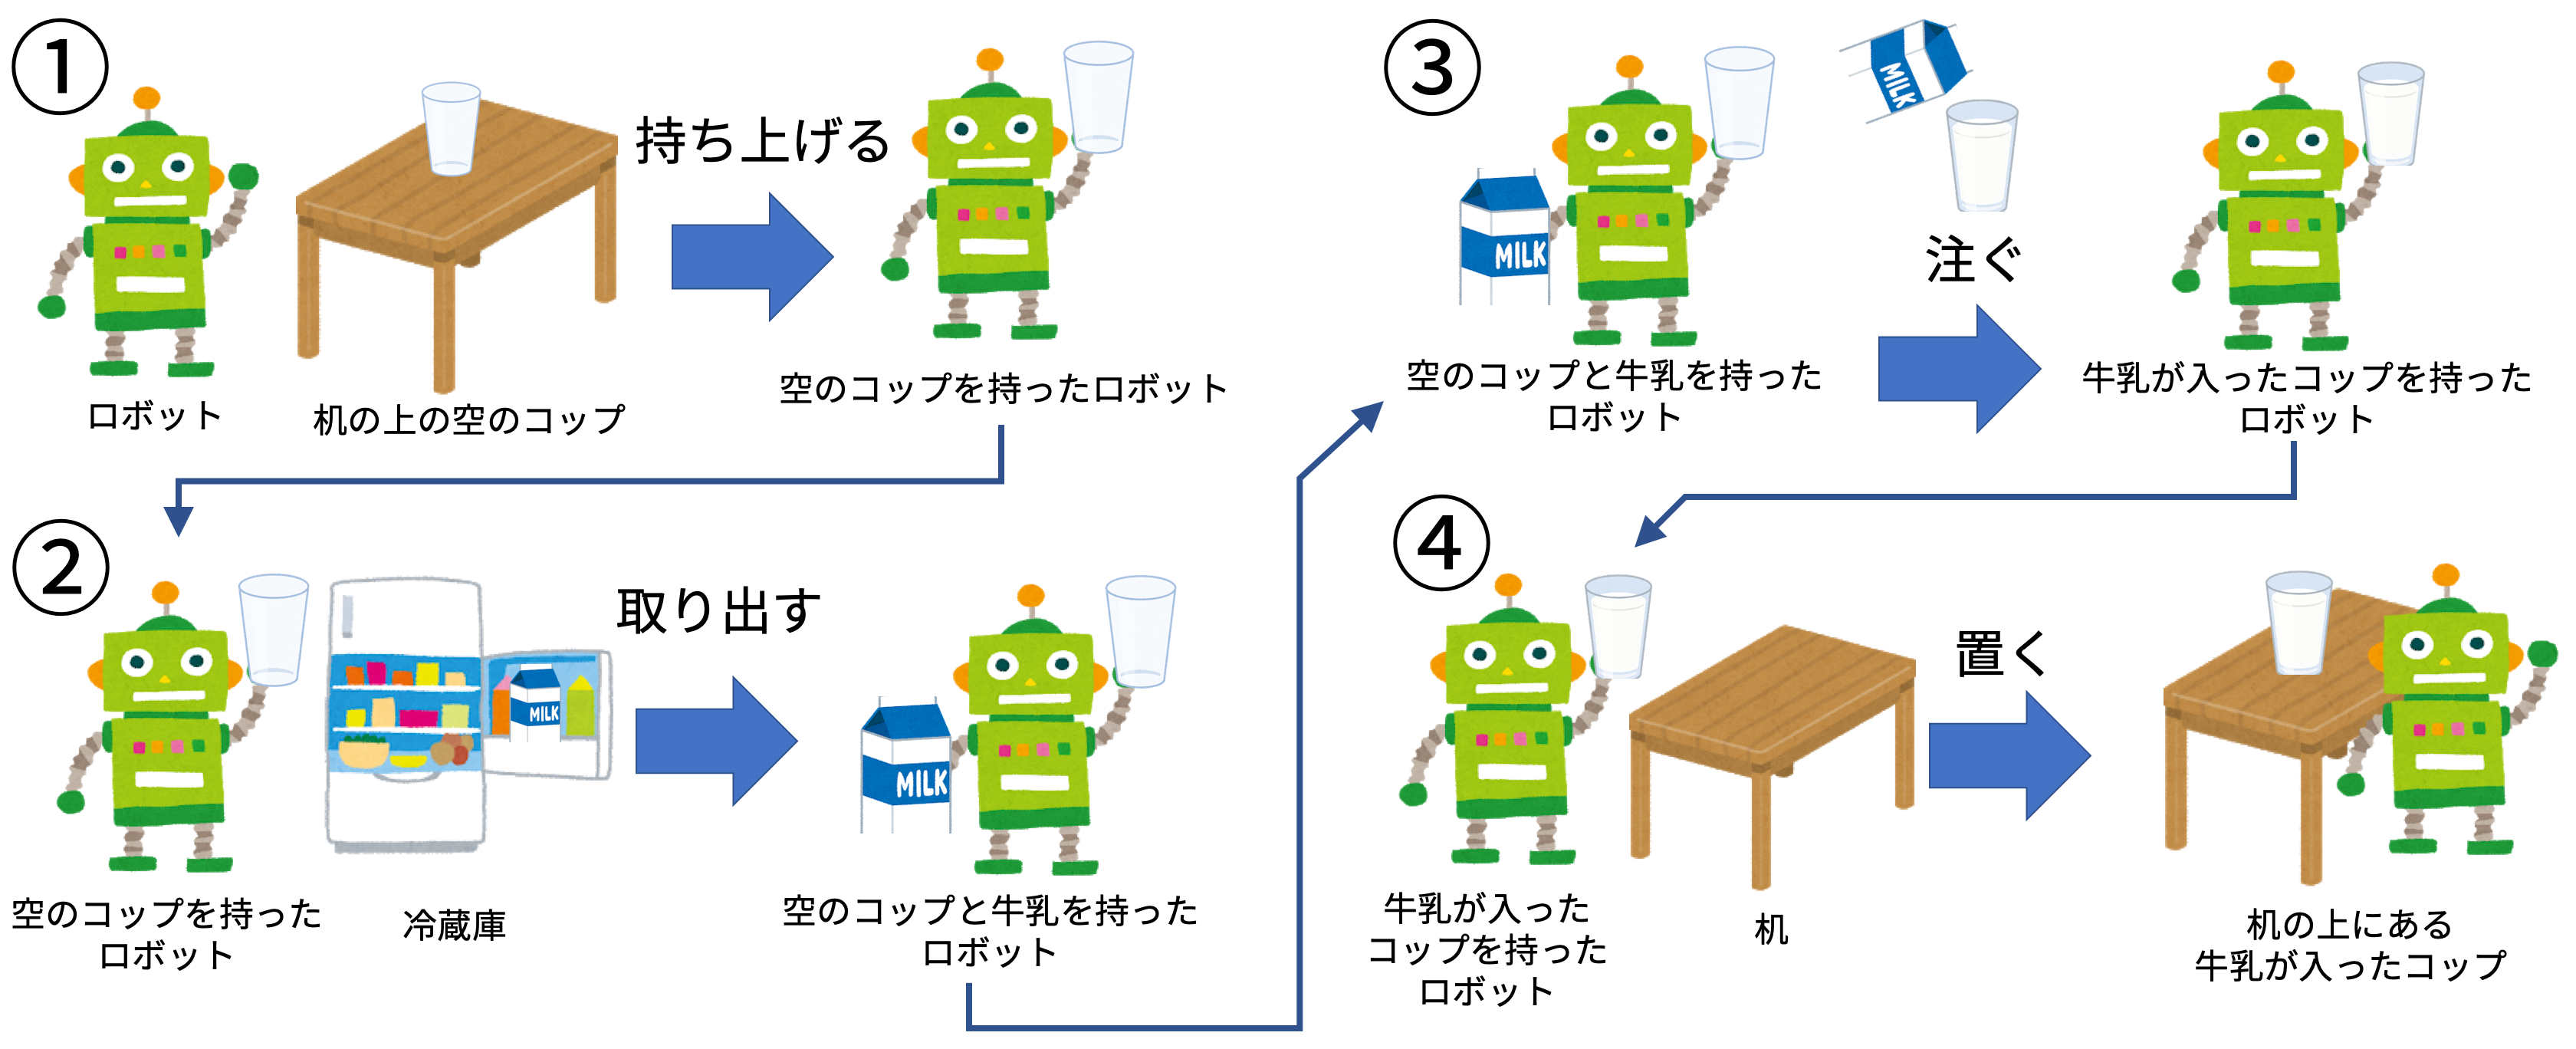 ①
持ち上げる
ロボット
机の上の空のコップ
空のコップを持ったロボット
②
MILK
取り出す
MILK
空のコップを持った
ロボット
冷蔵庫
空のコップと牛乳を持った
ロボット
③
MILK
MILK
注ぐ
空のコップと牛乳を持った
ロボット
牛乳が入ったコップを持った
ロボット
④
置く
牛乳が入った
コップを持った
ロボット
机
机の上にある
牛乳が入ったコップ